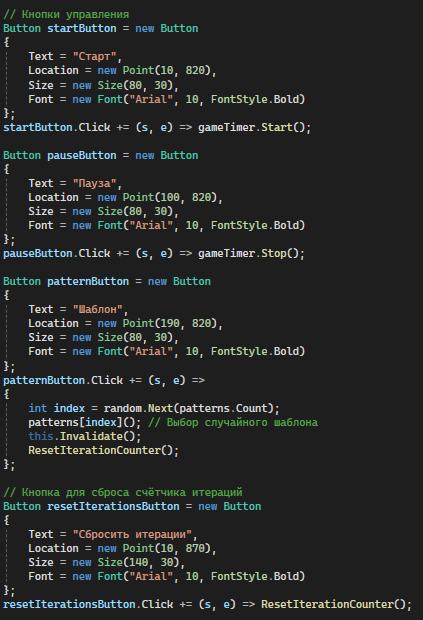 // Кнопки управления
Button startButton = new Button
{
    Text = "Старт",
    Location = new Point(10, 820),
    Size = new Size(80, 30),
    Font = new Font("Arial", 10, FontStyle.Bold)
};
startButton.Click += (s, e) => gameTimer.Start();

Button pauseButton = new Button
{
    Text = "Пауза",
    Location = new Point(100, 820),
    Size = new Size(80, 30),
    Font = new Font("Arial", 10, FontStyle.Bold)
};
pauseButton.Click += (s, e) => gameTimer.Stop();

Button patternButton = new Button
{
    Text = "Шаблон",
    Location = new Point(190, 820),
    Size = new Size(80, 30),
    Font = new Font("Arial", 10, FontStyle.Bold)
};
patternButton.Click += (s, e) =>
{
    int index = random.Next(patterns.Count);
    patterns[index](); // Выбор случайного шаблона
    this.Invalidate();
    ResetIterationCounter();
};

// Кнопка для сброса счётчика итераций
Button resetIterationsButton = new Button
{
    Text = "Сбросить итерации",
    Location = new Point(10, 870),
    Size = new Size(140, 30),
    Font = new Font("Arial", 10, FontStyle.Bold)
};
resetIterationsButton.Click += (s, e) => ResetIterationCounter();